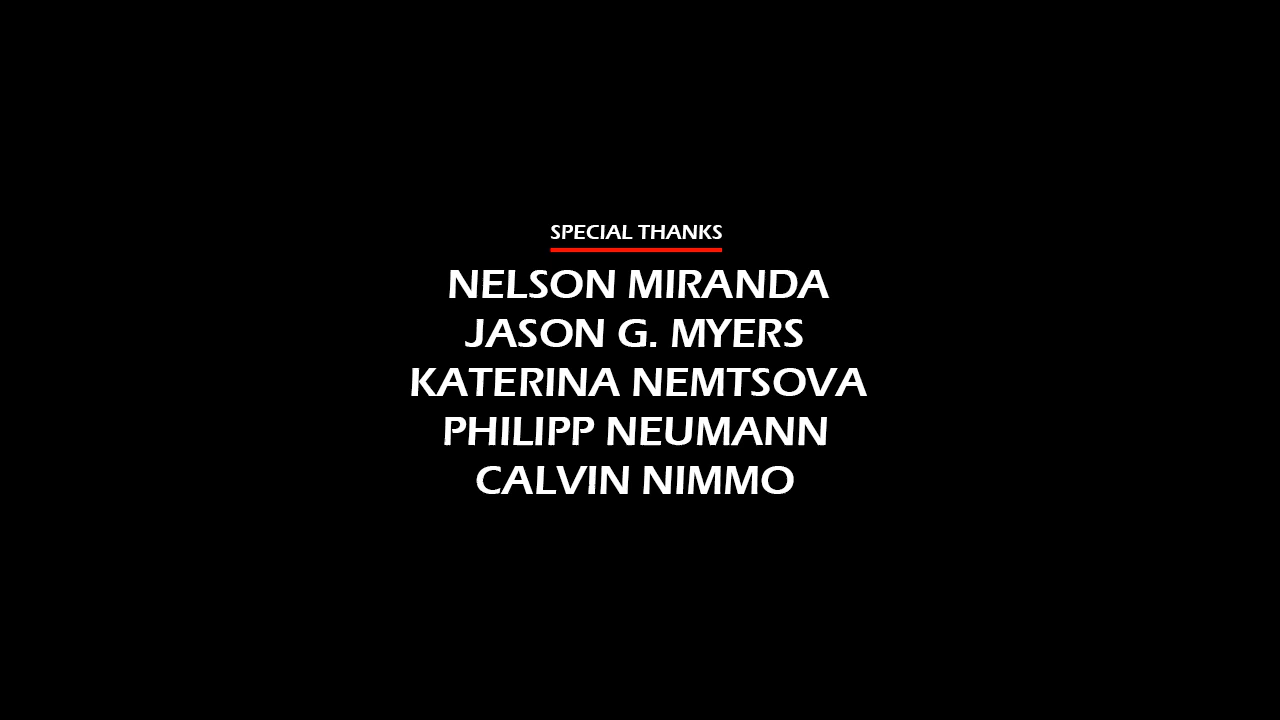 SPECIAL THANKS
NELSON MIRANDA
JASON G. MYERS
KATERINA NEMTSOVA
PHILIPP NEUMANN
CALVIN NIMMO